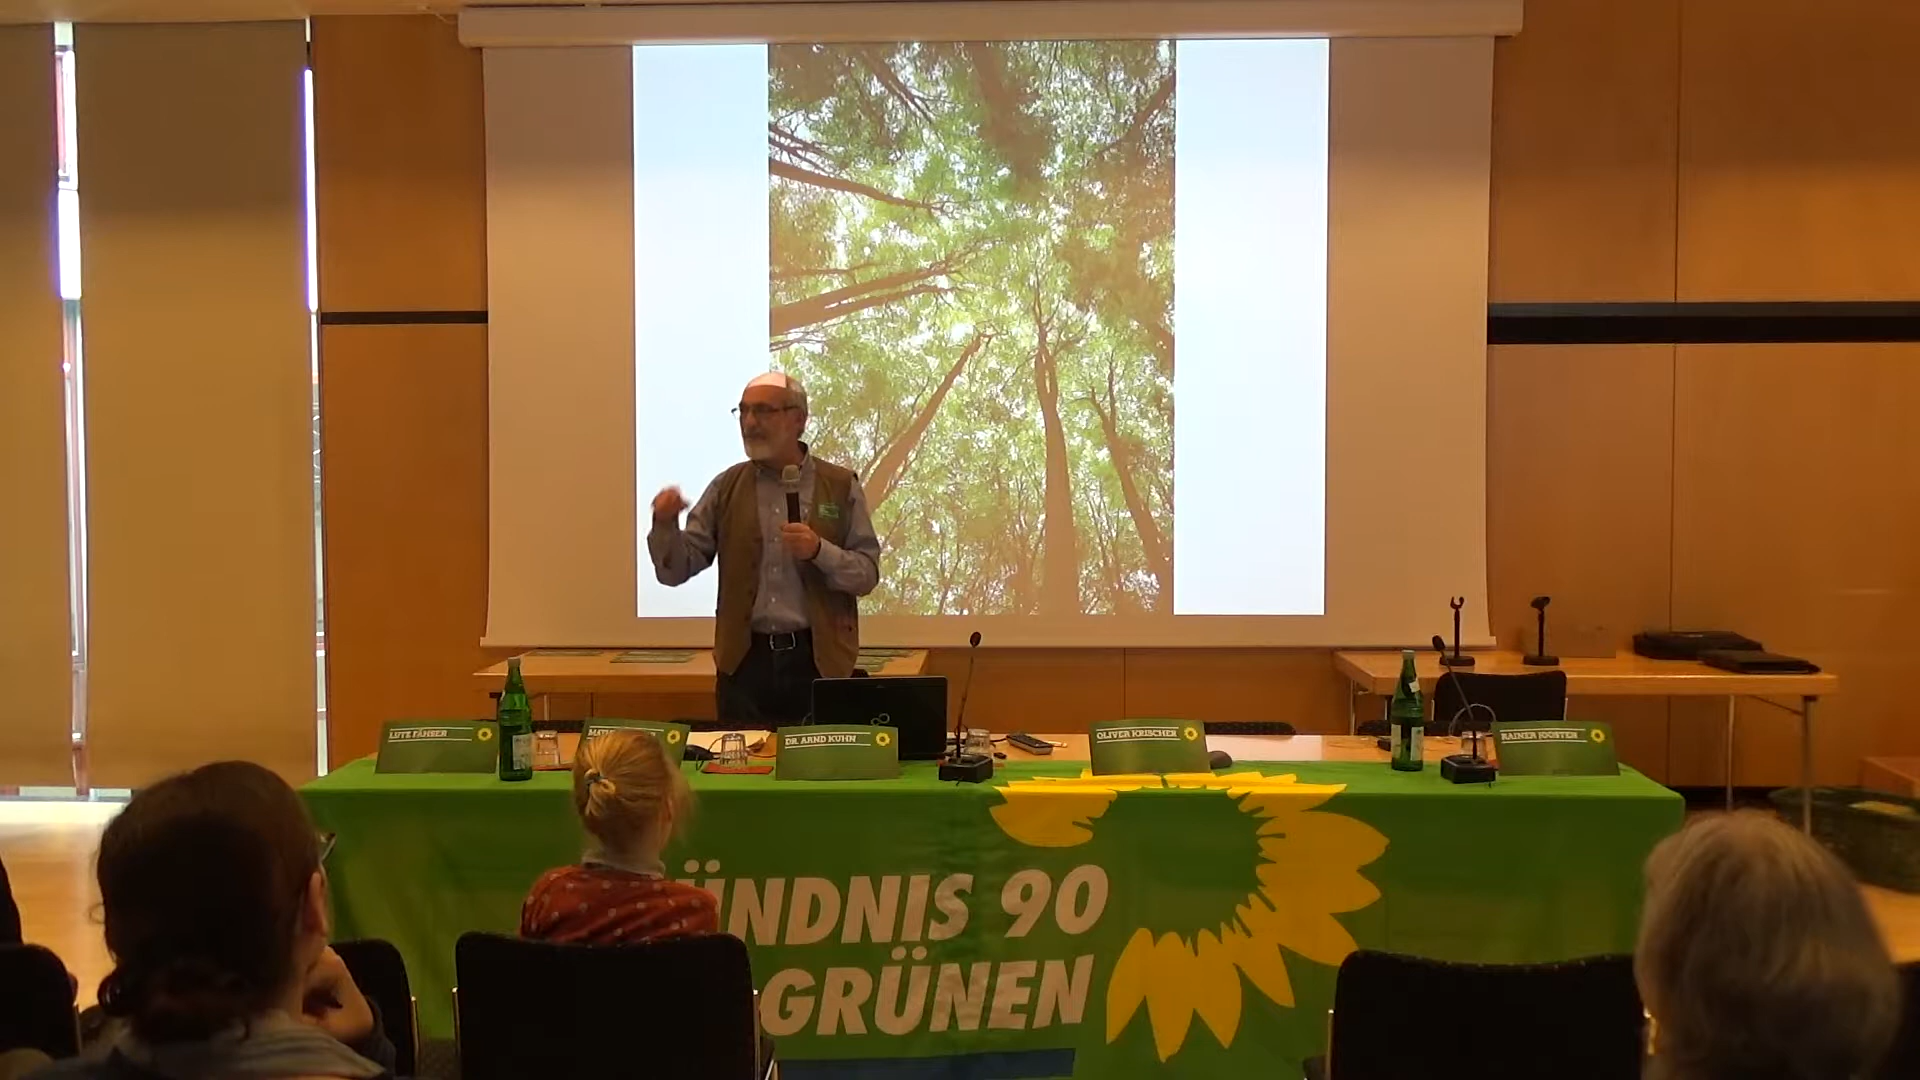 LUTZ FÄHSER
DR. ARND KUHN
OLIVER KRISCHER
RAINER JOOSTEN
ÜNDNIS 90
GRÜNEN